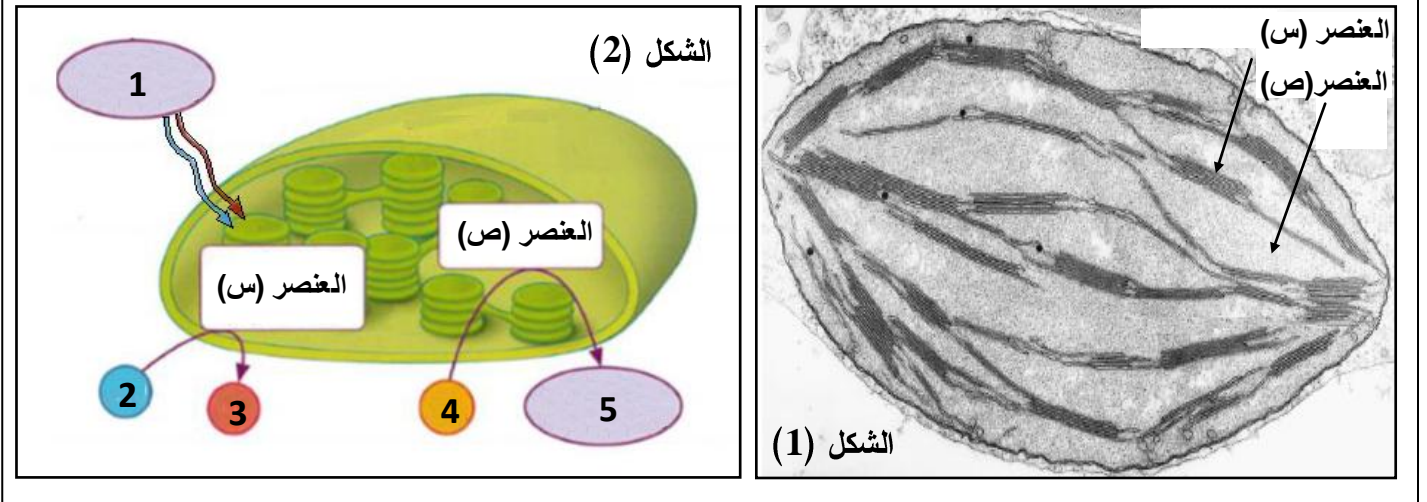 العنصر (س)
العنصر(ص)
الشكل (1)
الشكل (2)
1
العنصر (ص)
العنصر (س)
2
3
4
5